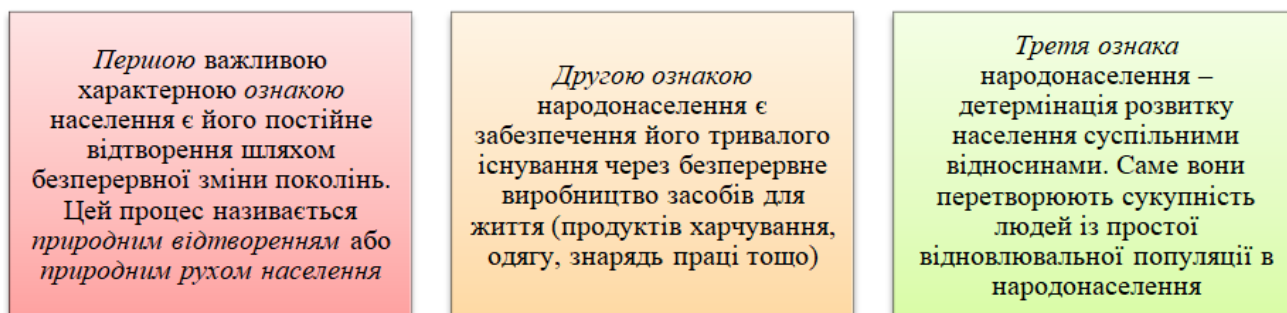 Першою важливою
характерною ознакою
населення є його постійне
відтворення шляхом
безперервної зміни поколінь.
Цей процес називається
природним відтворенням або
природним рухом населення
Другою ознакою
народонаселення є
забезпечення його тривалого
існування через безперервне
виробництво засобів для
життя (продуктів харчування,
одягу, знарядь праці тощо)
Третя ознака
народонаселення –
детермінація розвитку
населення суспільними
відносинами. Саме вони
перетворюють сукупність
людей із простої
відновлювальної популяції в
народонаселення